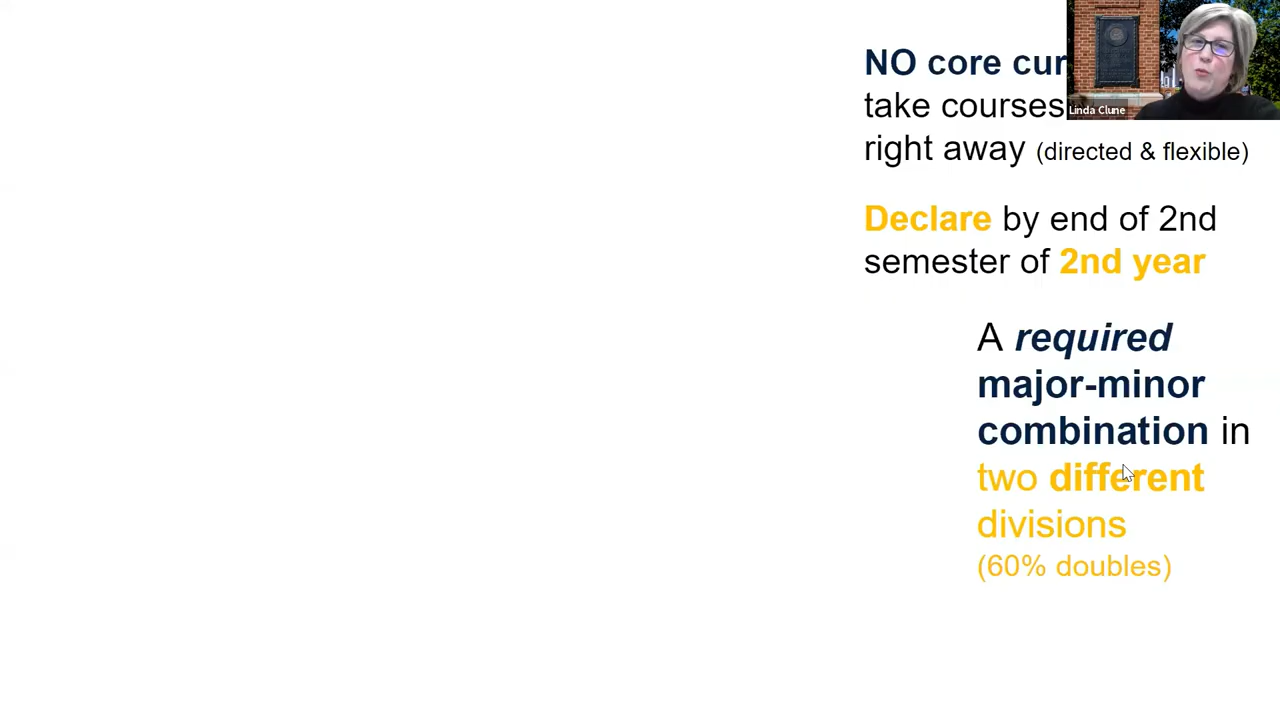 NO core cur
take courses
right away (directed & flexible)
Declare by end of 2nd
semester of 2nd year
A required
major-minor
combination in
two different
divisions
(60% doubles)
Linda Clune